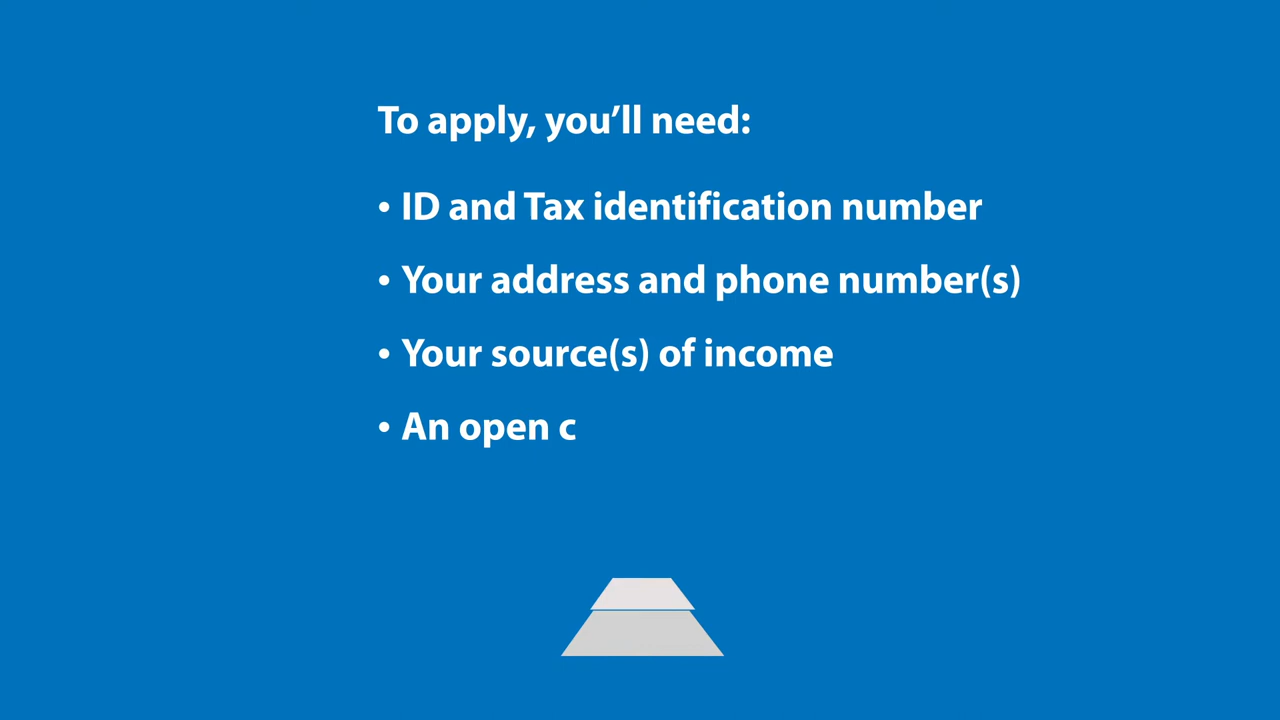 To apply, you’ll need:
• ID and Tax identification number
• Your address and phone number(s)
• Your source(s) of income
• An open c